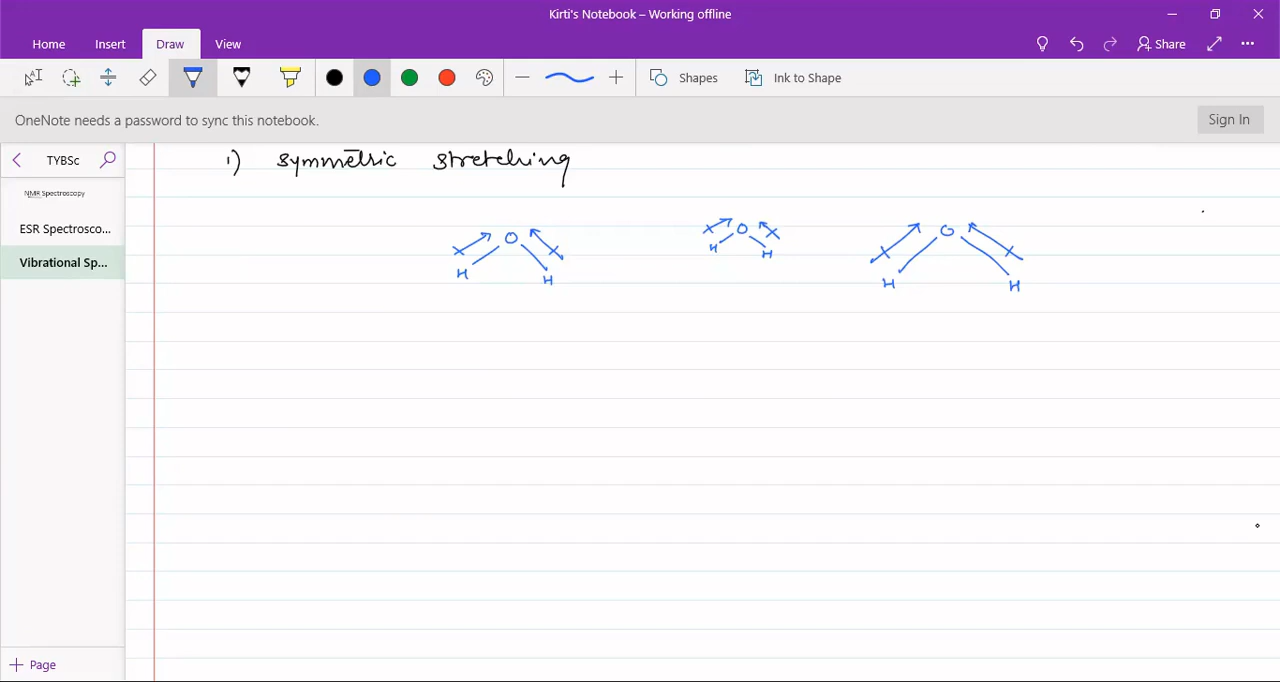 Kirti's Notebook – Working offline
Home Insert Draw View Share
Shapes Ink to Shape
OneNote needs a password to sync this notebook. Sign In
TYBSc
NMR Spectroscopy
ESR Spectrosco...
Vibrational Sp...
1) symmetric stretching
O O O
H H H H H H
+ Page